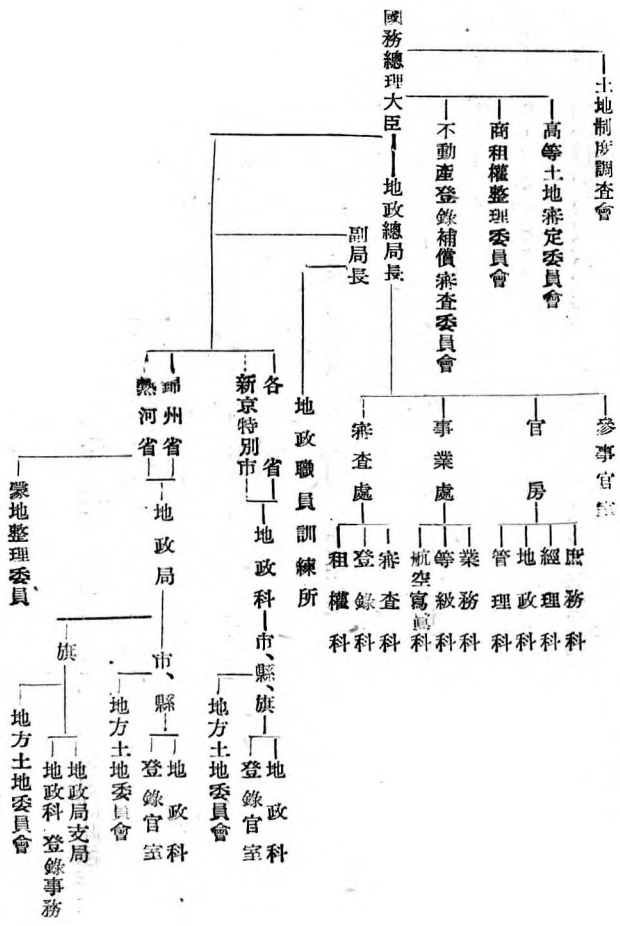 土地制度調査會
國務總理大臣
高等土地審定委員會
商租權整理委員會
不動產登錄補償審査委員會
地政總局長
副局長
參事官室
官房
庶務科
經理科
地政科
管理科
事業處
業務科
等級科
航空寫眞科
審査處
審査科
登錄科
租權科
地政職員訓練所
各省
新京特別市
地政科
市、縣、旗
地政科
登錄官室
地方土地委員會
錦州省
熱河省
地政局
市、縣
地政科
登錄官室
地方土地委員會
旗
地政局支局
地政科 登錄事務
地方土地委員會
蒙地整理委員